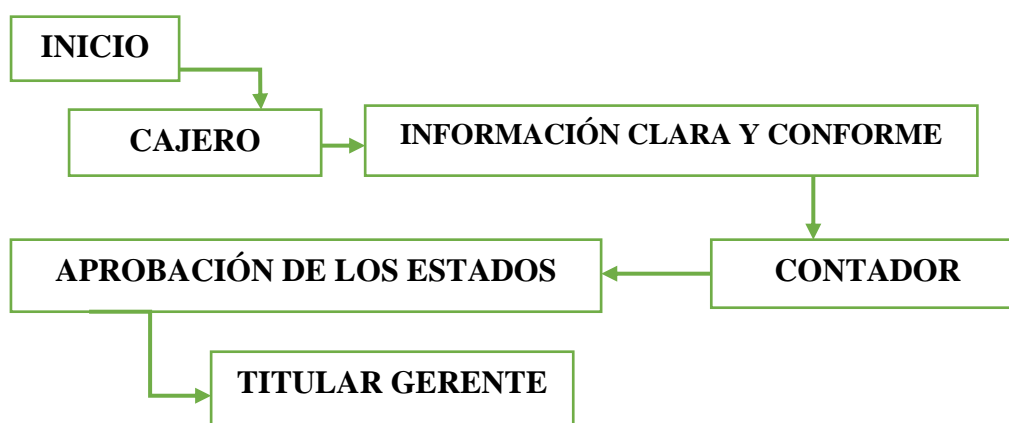 INICIO
CAJERO
INFORMACIÓN CLARA Y CONFORME
APROBACIÓN DE LOS ESTADOS
CONTADOR
TITULAR GERENTE